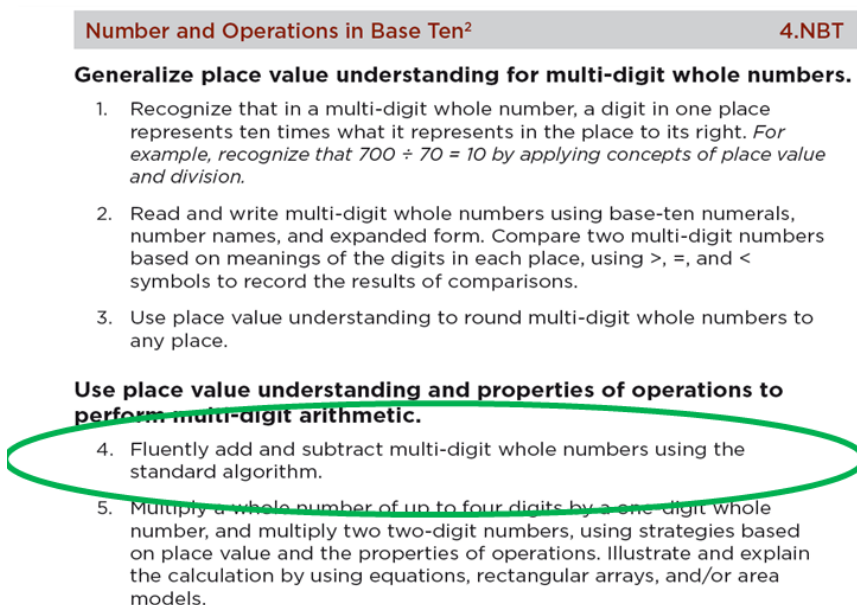 Number and Operations in Base Ten² 4.NBT
Generalize place value understanding for multi-digit whole numbers.
1. Recognize that in a multi-digit whole number, a digit in one place
represents ten times what it represents in the place to its right. For
example, recognize that 700 ÷ 70 = 10 by applying concepts of place value
and division.
2. Read and write multi-digit whole numbers using base-ten numerals,
number names, and expanded form. Compare two multi-digit numbers
based on meanings of the digits in each place, using >, =, and <
symbols to record the results of comparisons.
3. Use place value understanding to round multi-digit whole numbers to
any place.
Use place value understanding and properties of operations to
perform multi-digit arithmetic.
4. Fluently add and subtract multi-digit whole numbers using the
standard algorithm.
5. Multiply a whole number of up to four digits by a one-digit whole
number, and multiply two two-digit numbers, using strategies based
on place value and the properties of operations. Illustrate and explain
the calculation by using equations, rectangular arrays, and/or area
models.